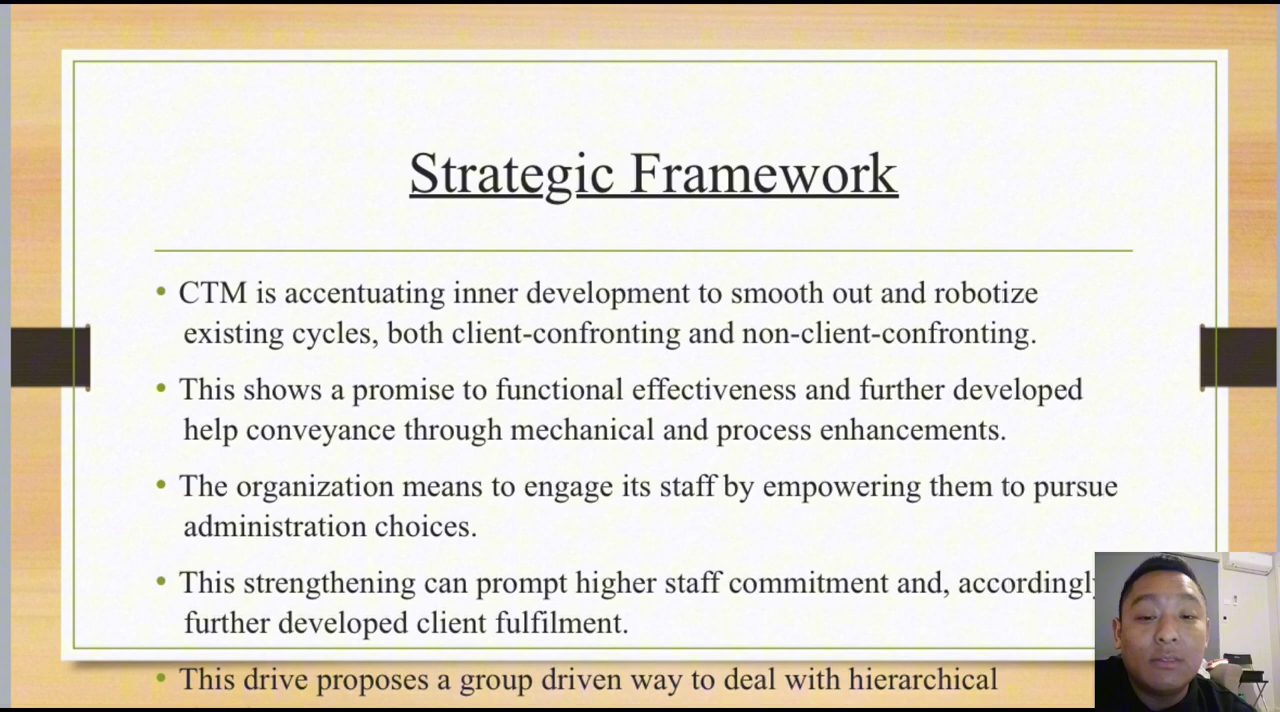 Strategic Framework
• CTM is accentuating inner development to smooth out and robotize
existing cycles, both client-confronting and non-client-confronting.
• This shows a promise to functional effectiveness and further developed
help conveyance through mechanical and process enhancements.
• The organization means to engage its staff by empowering them to pursue
administration choices.
• This strengthening can prompt higher staff commitment and, accordingly
further developed client fulfilment.
• This drive proposes a group driven way to deal with hierarchical